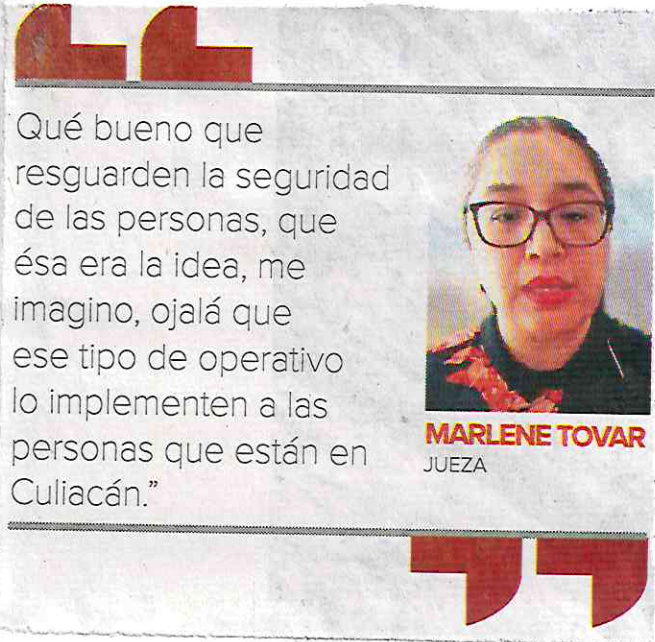 Qué bueno que
resguarden la seguridad
de las personas, que
ésa era la idea, me
imagino, ojalá que
ese tipo de operativo
lo implementen a las
personas que están en
Culiacán.”
MARLENE TOVAR
JUEZA